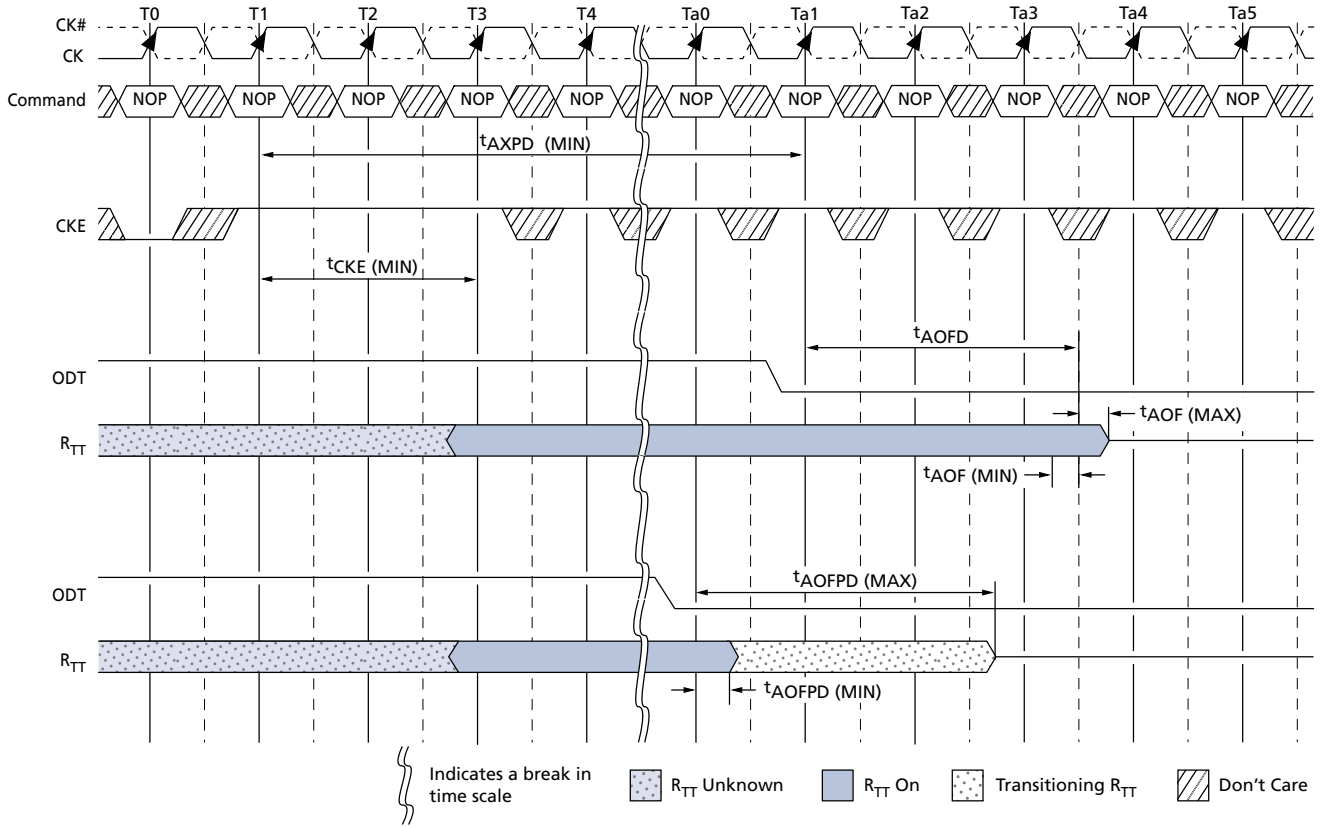 T0 T1 T2 T3 T4 Ta0 Ta1 Ta2 Ta3 Ta4 Ta5
CK#
CK
Command NOP NOP NOP NOP NOP NOP NOP NOP NOP NOP NOP
tAXPD (MIN)
CKE
tCKE (MIN)
tAOFD
ODT
tAOF (MAX)
RTT
tAOF (MIN)
tAOFPD (MAX)
ODT
RTT
tAOFPD (MIN)
Indicates a break in
time scale
RTT Unknown
RTT On
Transitioning RTT
Don't Care